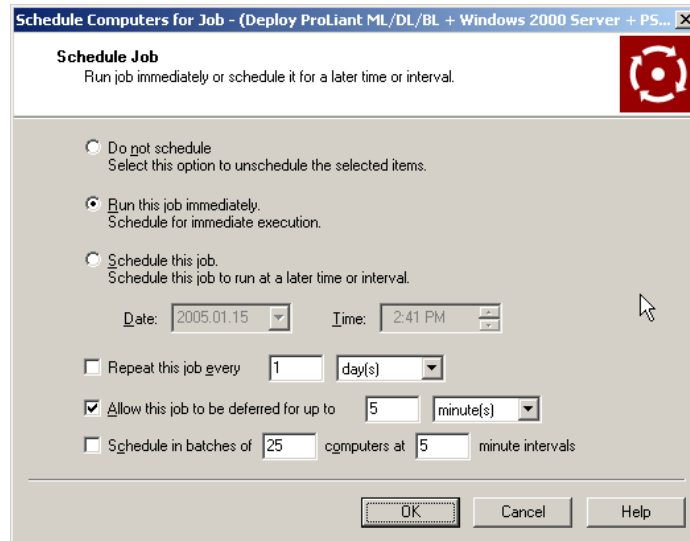 Schedule Computers for Job - (Deploy ProLiant ML/DL/BL + Windows 2000 Server + PS...
Schedule Job
Run job immediately or schedule it for a later time or interval.
Do not schedule
Select this option to unschedule the selected items.
Run this job immediately.
Schedule for immediate execution.
Schedule this job.
Schedule this job to run at a later time or interval.
Date: 2005.01.15 Time: 2:41 PM
Repeat this job every 1 day(s)
Allow this job to be deferred for up to 5 minute(s)
Schedule in batches of 25 computers at 5 minute intervals
OK Cancel Help